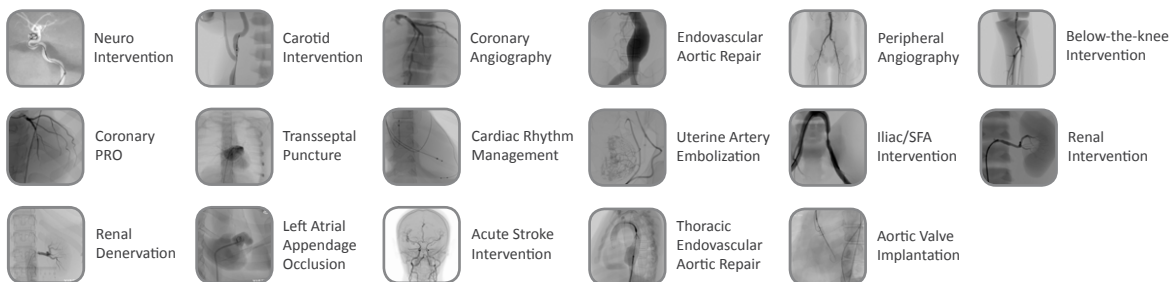 Neuro
Intervention
Carotid
Intervention
Coronary
Angiography
Endovascular
Aortic Repair
Peripheral
Angiography
Below-the-knee
Intervention
Coronary
PRO
Transseptal
Puncture
Cardiac Rhythm
Management
Uterine Artery
Embolization
Iliac/SFA
Intervention
Renal
Intervention
Renal
Denervation
Left Atrial
Appendage
Occlusion
Acute Stroke
Intervention
Thoracic
Endovascular
Aortic Repair
Aortic Valve
Implantation